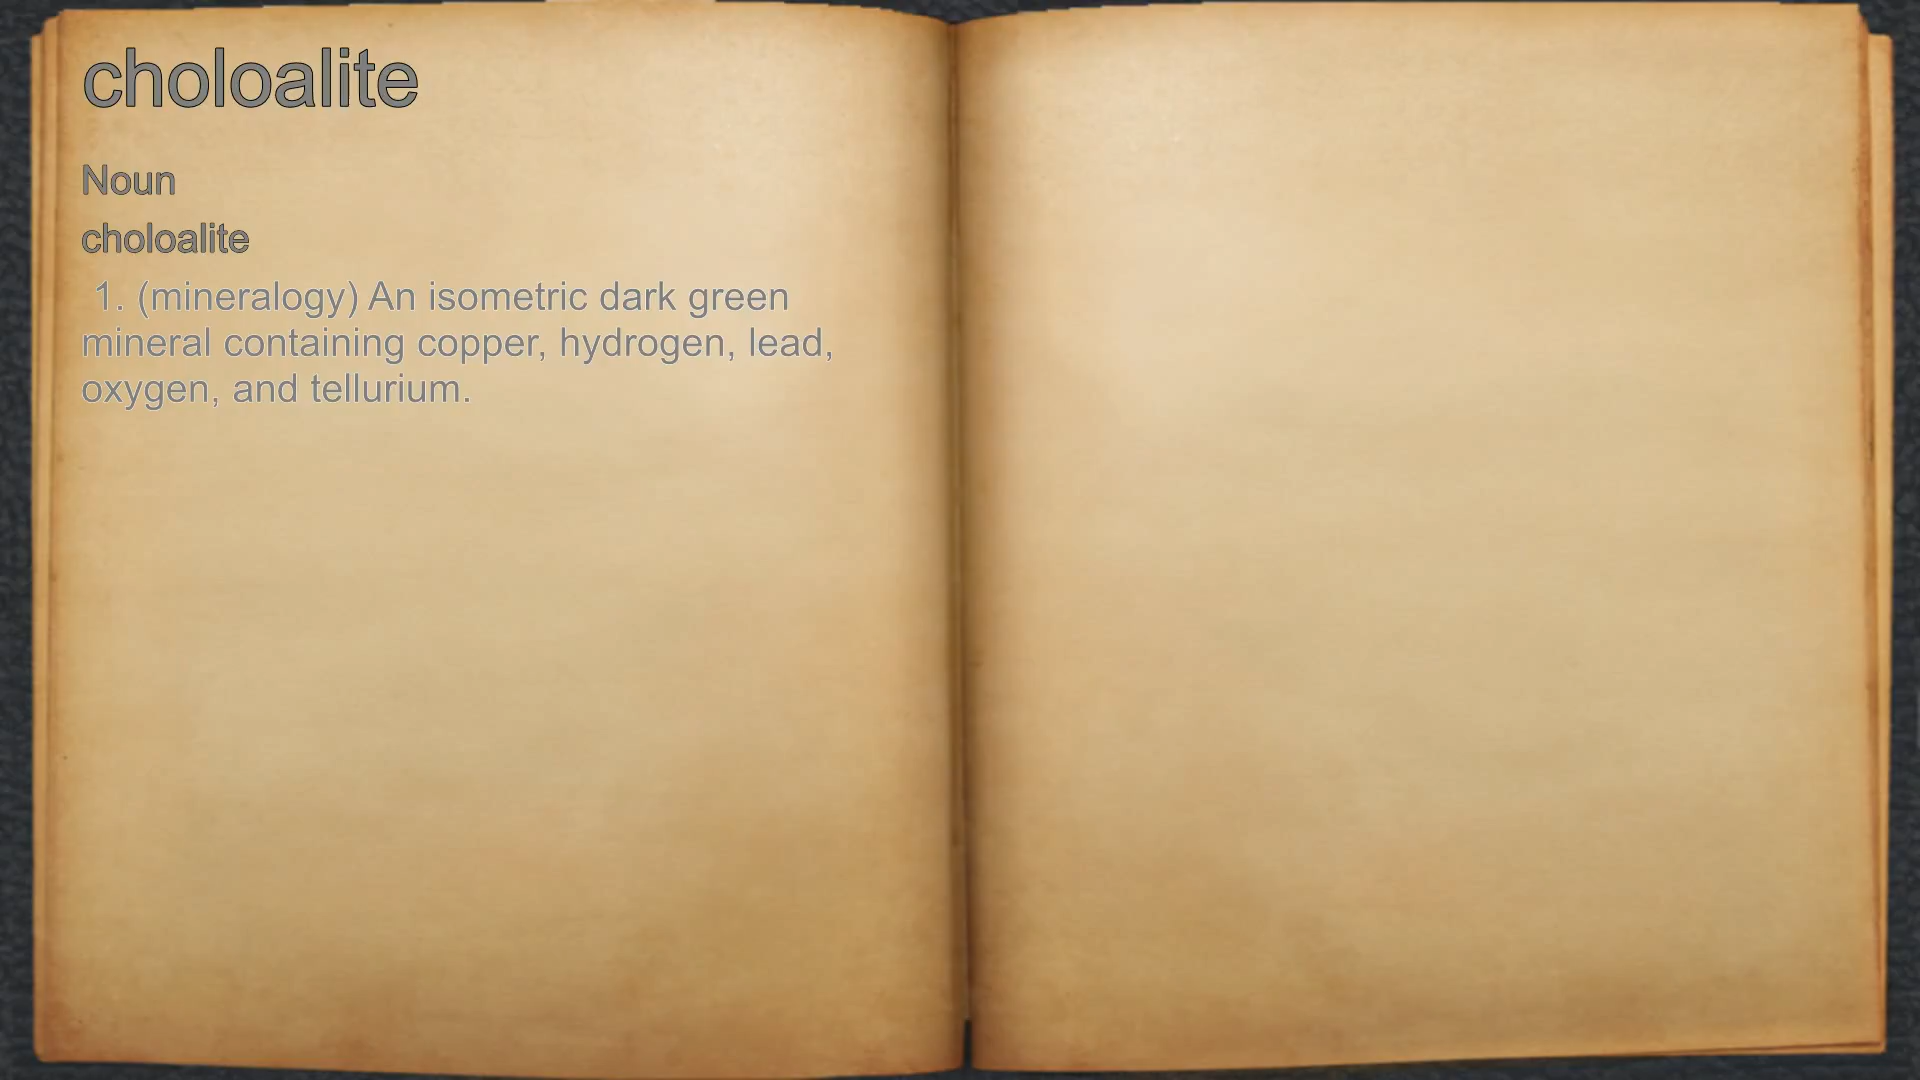 choloalite
Noun
choloalite
1. (mineralogy) An isometric dark green
mineral containing copper, hydrogen, lead,
oxygen, and tellurium.